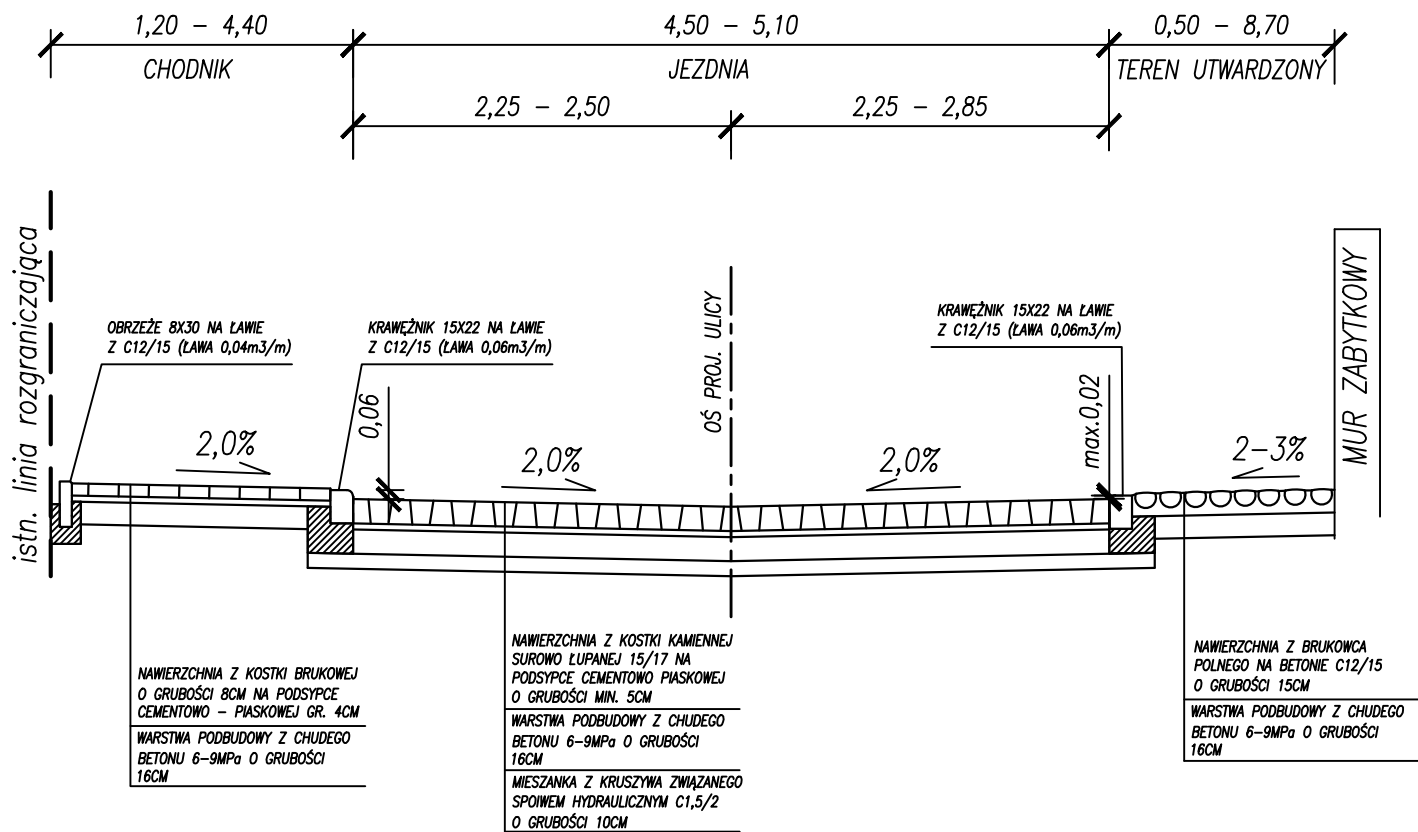 1,20 – 4,40
4,50 – 5,10
0,50 – 8,70
CHODNIK
JEZDNIA
TEREN UTWARDZONY
2,25 – 2,50
2,25 – 2,85
istn. linia rozgraniczająca
OBRZEŻE 8X30 NA ŁAWIE
Z C12/15 (ŁAWA 0,04m3/m)
KRAWĘŻNIK 15X22 NA ŁAWIE
Z C12/15 (ŁAWA 0,06m3/m)
OŚ PROJ. ULICY
KRAWĘŻNIK 15X22 NA ŁAWIE
Z C12/15 (ŁAWA 0,06m3/m)
MUR ZABYTKOWY
0,06
max.0,02
2,0%
2,0%
2,0%
2–3%
NAWIERZCHNIA Z KOSTKI BRUKOWEJ
O GRUBOŚCI 8CM NA PODSYPCE
CEMENTOWO – PIASKOWEJ GR. 4CM
WARSTWA PODBUDOWY Z CHUDEGO
BETONU 6–9MPa O GRUBOŚCI
16CM
NAWIERZCHNIA Z KOSTKI KAMIENNEJ
SUROWO ŁUPANEJ 15/17 NA
PODSYPCE CEMENTOWO PIASKOWEJ
O GRUBOŚCI MIN. 5CM
WARSTWA PODBUDOWY Z CHUDEGO
BETONU 6–9MPa O GRUBOŚCI
16CM
MIESZANKA Z KRUSZYWA ZWIĄZANEGO
SPOIWEM HYDRAULICZNYM C1,5/2
O GRUBOŚCI 10CM
NAWIERZCHNIA Z BRUKOWCA
POLNEGO NA BETONIE C12/15
O GRUBOŚCI 15CM
WARSTWA PODBUDOWY Z CHUDEGO
BETONU 6–9MPa O GRUBOŚCI
16CM